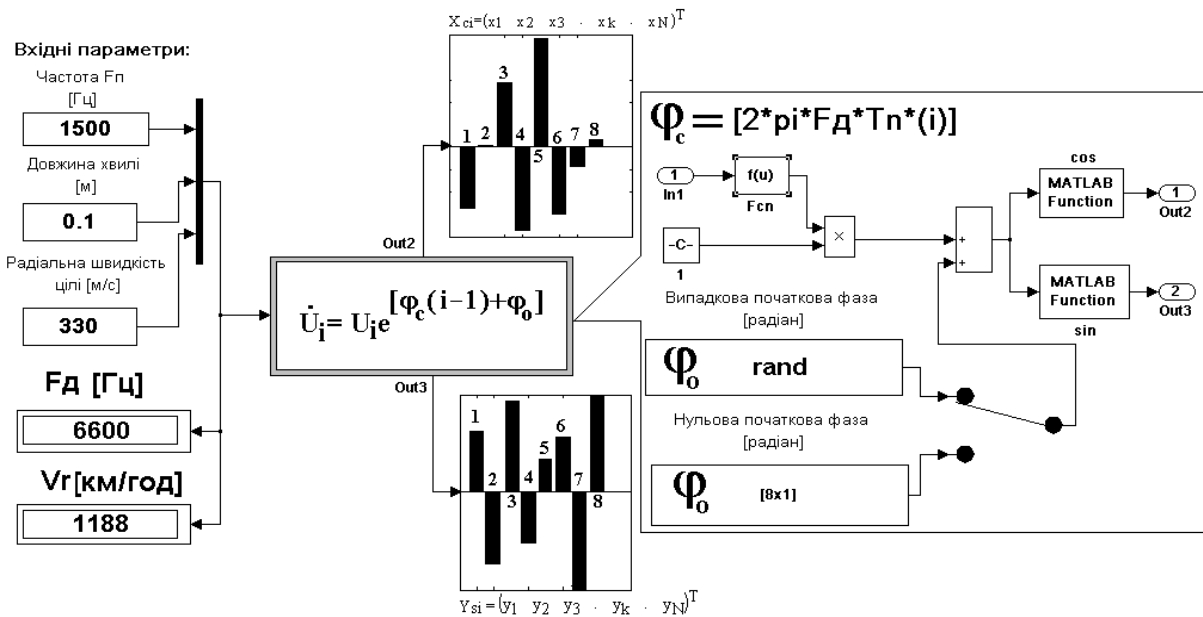 Вхідні параметри:
Частота Fп
[Гц]
1500
Довжина хвилі
[м]
0.1
Радіальна швидкість
цілі [м/с]
330
Fд [Гц]
6600
Vr[км/год]
1188
Xci=(x1 x2 x3 . xk . xN)T
1 2 3 4 5 6 7 8
Out2
U̇i= Uie[φc(i-1)+φo]
Out3
1 2 3 4 5 6 7 8
Ysi=(y1 y2 y3 . yk . yN)T
φc=[2*pi*Fд*Tn*(i)]
1
In1
f(u)
Fcn
-C-
1
×
+
+
cos
MATLAB
Function
1
Out2
MATLAB
Function
sin
2
Out3
Випадкова початкова фаза
[радіан]
φo rand
Нульова початкова фаза
[радіан]
φo [8x1]